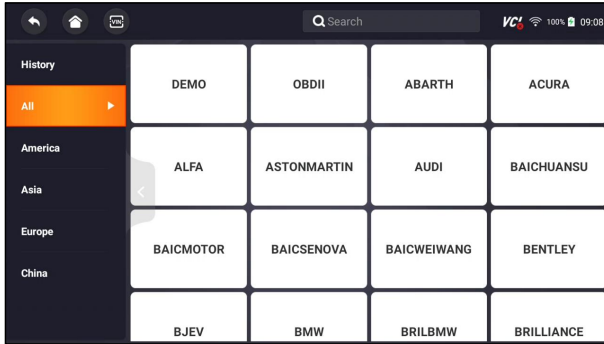 VIN
Search
VCI 100% 09:08
History
All
America
Asia
Europe
China
DEMO OBDII ABARTH ACURA
ALFA ASTONMARTIN AUDI BAICHUANSU
BAICMOTOR BAICSENOVA BAICWEIWANG BENTLEY
BJEV BMW BRILBMW BRILLIANCE